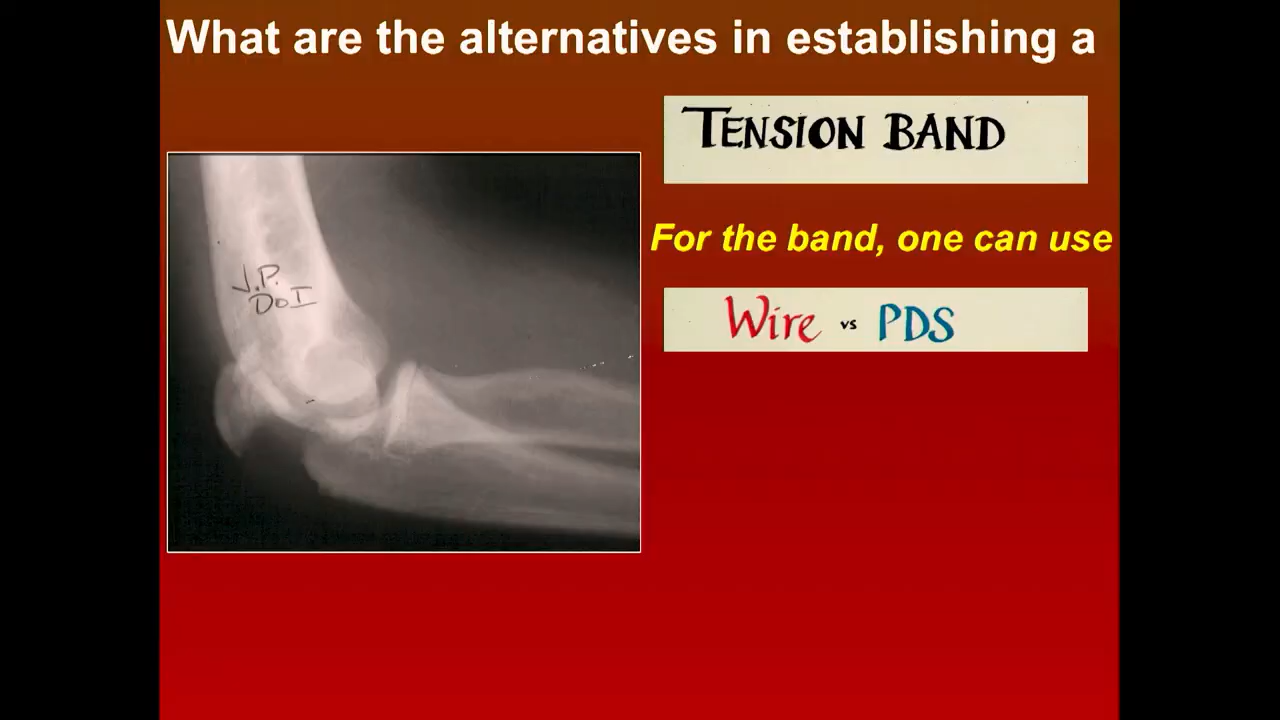 What are the alternatives in establishing a
TENSION BAND
For the band, one can use
Wire vs PDS
J.P.
DOI